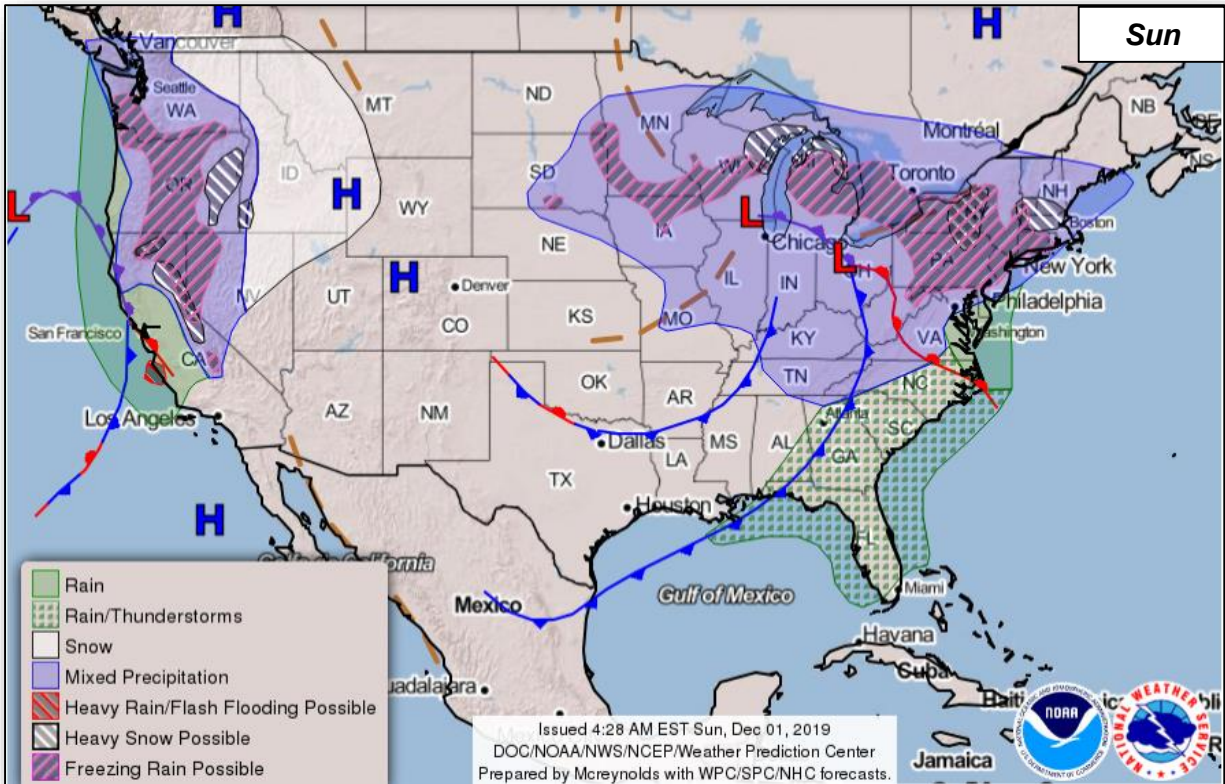 H
H
Sun
Vancouver
Seattle
WA
MT
ND
MN
Montréal
NB
NS
OR
ID
SD
WI
Toronto
NH
Boston
L
H
WY
L
IA
Chicago
NE
New York
PA
OH
L
H
Denver
NV
UT
CO
IL
IN
KS
MO
Philadelphia
Washington
San Francisco
CA
KY
VA
TN
NC
OK
AR
Los Angeles
AZ
NM
Atlanta
SC
Dallas
MS
AL
GA
LA
TX
Houston
H
FL
Miami
Mexico
Gulf of Mexico
Havana
Cuba
Jamaica
Rain
Rain/Thunderstorms
Snow
Mixed Precipitation
Heavy Rain/Flash Flooding Possible
Heavy Snow Possible
Freezing Rain Possible
Issued 4:28 AM EST Sun, Dec 01, 2019
DOC/NOAA/NWS/NCEP/Weather Prediction Center
Prepared by Mcreynolds with WPC/SPC/NHC forecasts.
NOAA
NATIONAL WEATHER SERVICE